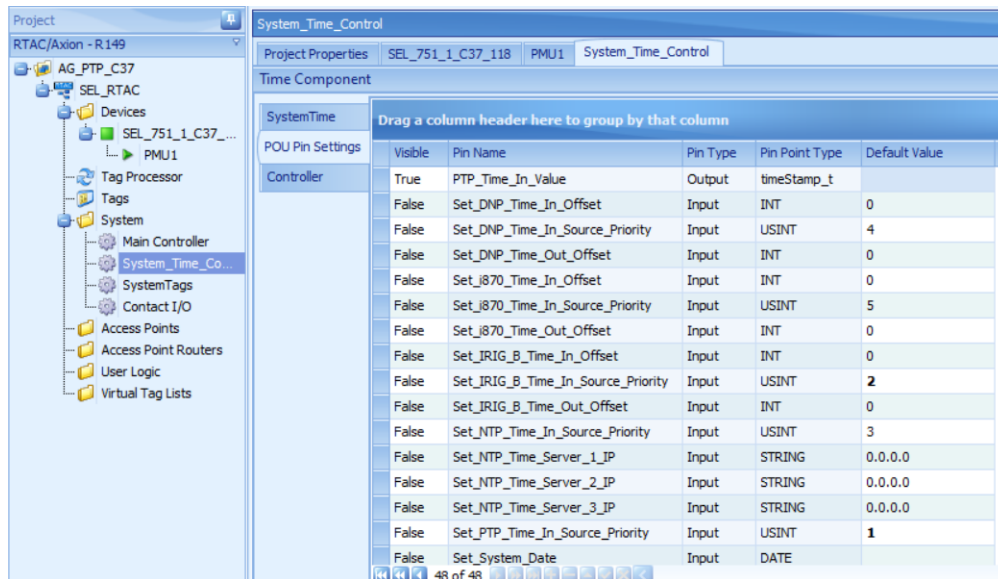 Project
RTAC/Axion - R149
AG_PTP_C37
SEL_RTAC
Devices
SEL_751_1_C37_...
PMU1
Tag Processor
Tags
System
Main Controller
System_Time_Co...
SystemTags
Contact I/O
Access Points
Access Point Routers
User Logic
Virtual Tag Lists
System_Time_Control
Project Properties SEL_751_1_C37_118 PMU1 System_Time_Control
Time Component
SystemTime
POU Pin Settings
Controller
Drag a column header here to group by that column
Visible Pin Name Pin Type Pin Point Type Default Value
True PTP_Time_In_Value Output timeStamp_t
False Set_DNP_Time_In_Offset Input INT 0
False Set_DNP_Time_In_Source_Priority Input USINT 4
False Set_DNP_Time_Out_Offset Input INT 0
False Set_i870_Time_In_Offset Input INT 0
False Set_i870_Time_In_Source_Priority Input USINT 5
False Set_i870_Time_Out_Offset Input INT 0
False Set_IRIG_B_Time_In_Offset Input INT 0
False Set_IRIG_B_Time_In_Source_Priority Input USINT 2
False Set_IRIG_B_Time_Out_Offset Input INT 0
False Set_NTP_Time_In_Source_Priority Input USINT 3
False Set_NTP_Time_Server_1_IP Input STRING 0.0.0.0
False Set_NTP_Time_Server_2_IP Input STRING 0.0.0.0
False Set_NTP_Time_Server_3_IP Input STRING 0.0.0.0
False Set_PTP_Time_In_Source_Priority Input USINT 1
False Set_System_Date Input DATE
48 of 48